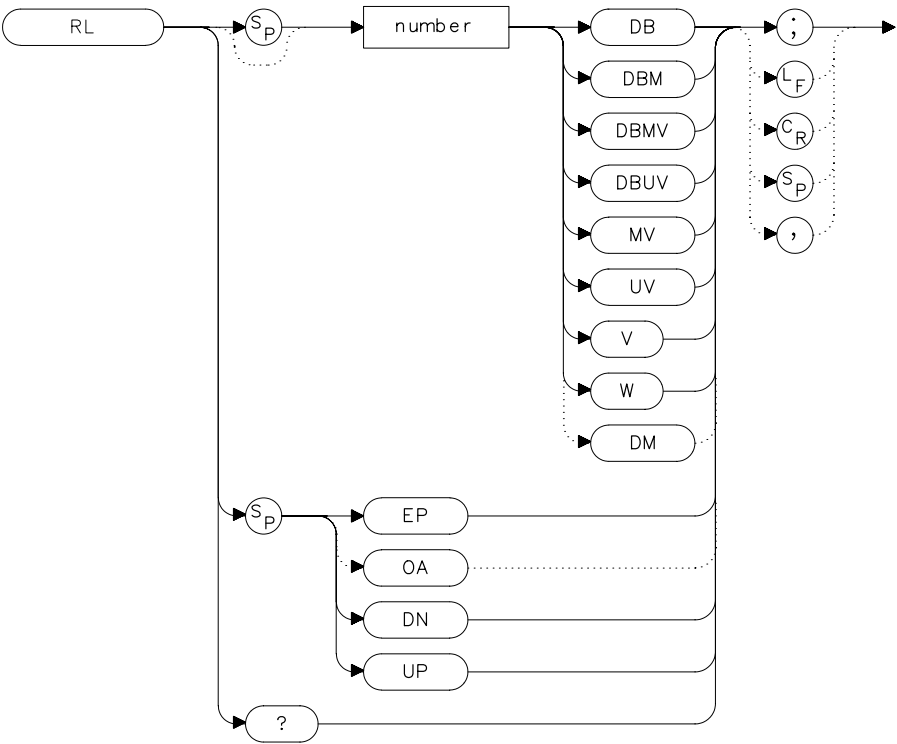 RL
SP
number
DB
;
DBM
LF
DBMV
CR
DBUV
SP
MV
,
UV
V
W
DM
SP
EP
OA
DN
UP
?